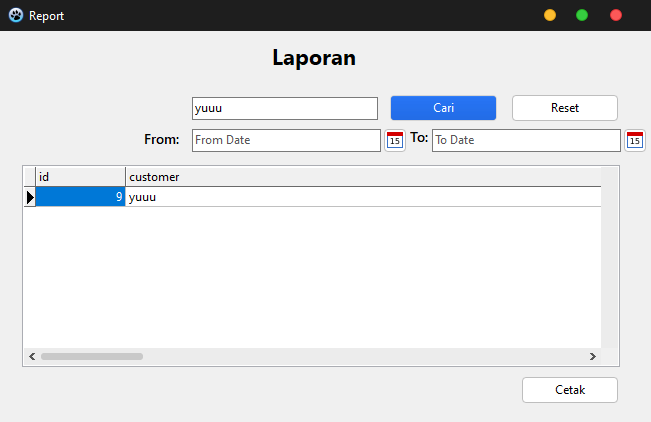 Report
Laporan
yuuu Cari Reset
From: From Date 15 To: To Date 15
id customer
9 yuuu
Cetak